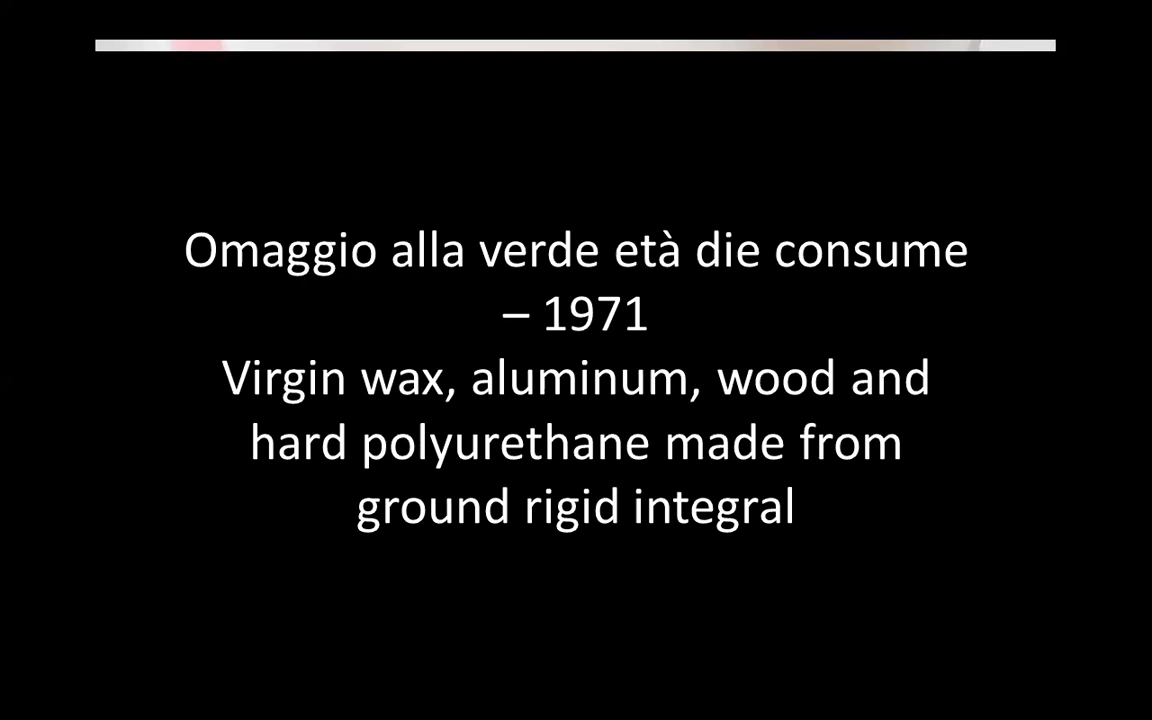 Omaggio alla verde età die consume
– 1971
Virgin wax, aluminum, wood and
hard polyurethane made from
ground rigid integral